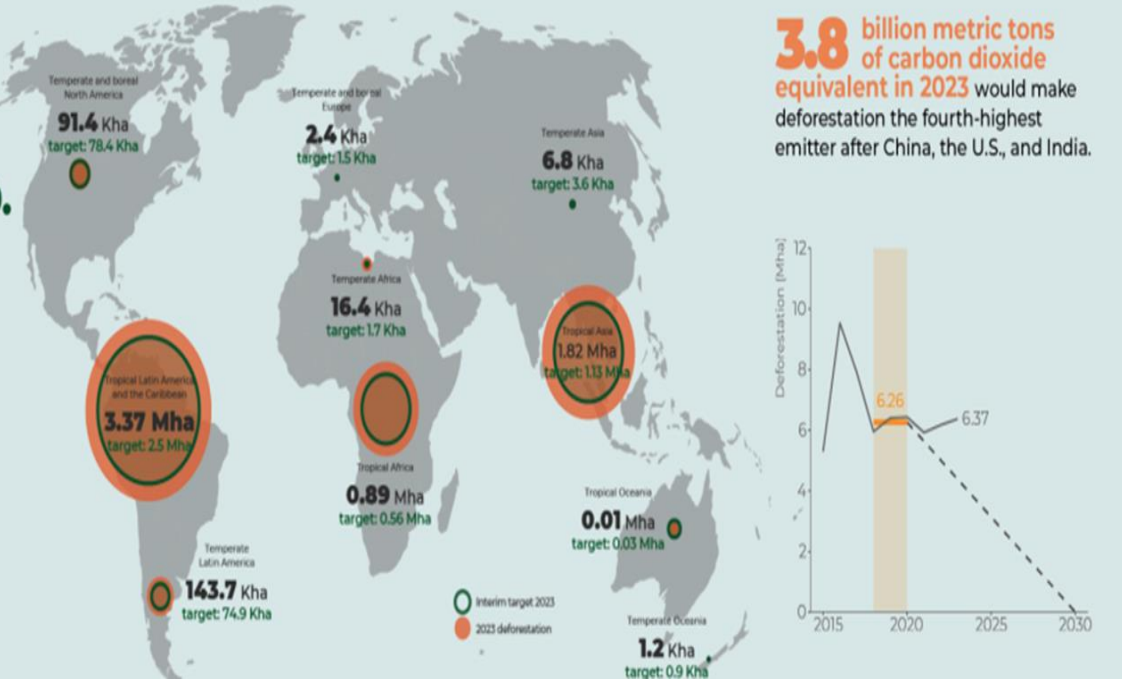 Temperate and boreal
North America
91.4 Kha
target: 78.4 Kha
Temperate and boreal
Europe
2.4 Kha
target: 1.5 Kha
Temperate Asia
6.8 Kha
target: 3.6 Kha
Temperate Africa
16.4 Kha
target: 1.7 Kha
Tropical Latin America
and the Caribbean
3.37 Mha
target: 2.5 Mha
Tropical Asia
1.82 Mha
target: 1.13 Mha
Tropical Africa
0.89 Mha
target: 0.56 Mha
Tropical Oceania
0.01 Mha
target: 0.03 Mha
Temperate
Latin America
143.7 Kha
target: 74.9 Kha
Temperate Oceania
1.2 Kha
target: 0.9 Kha
Interim target 2023
2023 deforestation
3.8 billion metric tons
of carbon dioxide
equivalent in 2023 would make
deforestation the fourth-highest
emitter after China, the U.S., and India.
Deforestation [Mha]
12
10
8
6
4
2
0
6.26
6.37
2015 2020 2025 2030